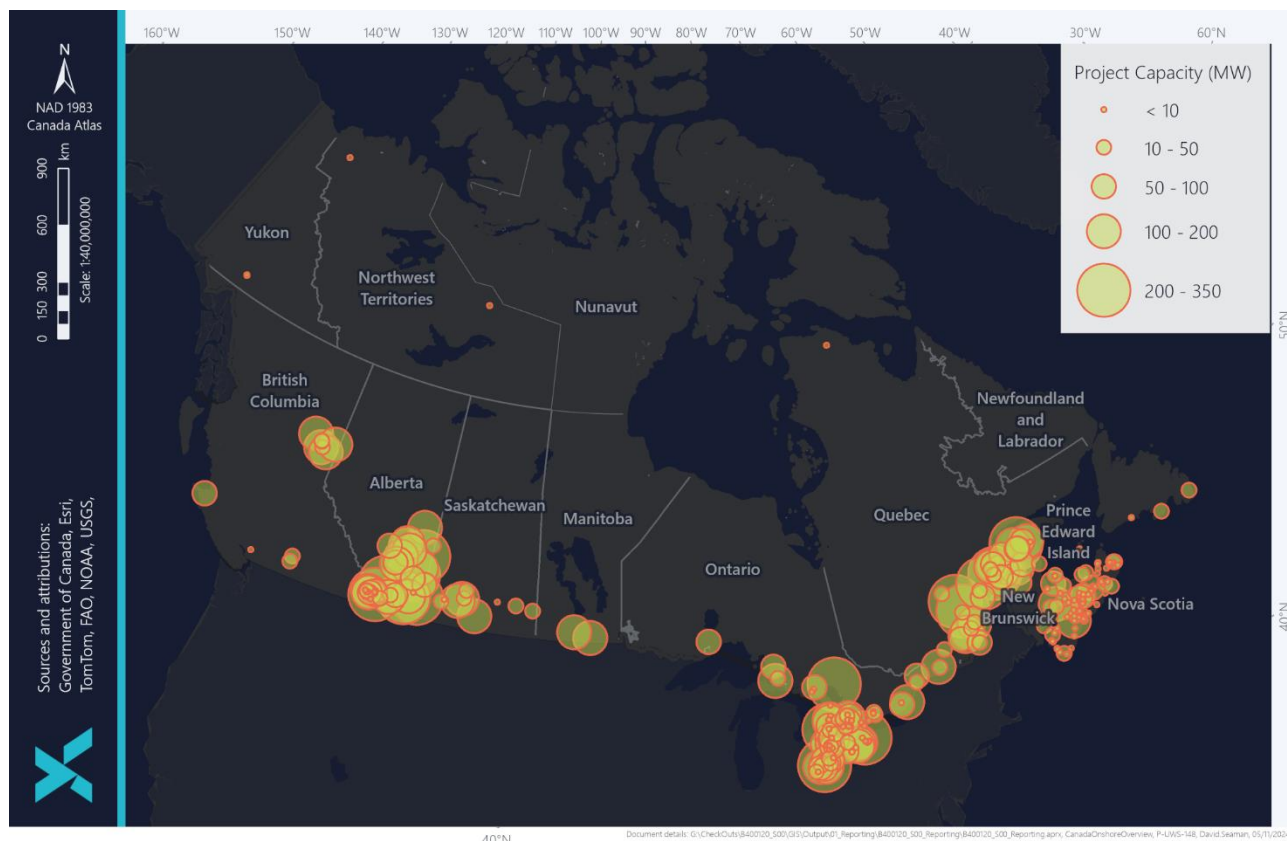 160°W 150°W 140°W 130°W 120°W 110°W 100°W 90°W 80°W 70°W 60°W 50°W 40°W 30°W 60°N
N
NAD 1983
Canada Atlas
0 150 300 600 900 km
Scale: 1:40,000,000
Sources and attributions:
Government of Canada, Esri,
TomTom, FAO, NOAA, USGS,
Project Capacity (MW)
< 10
10 - 50
50 - 100
100 - 200
200 - 350
50°N
40°N
Yukon
Northwest
Territories
Nunavut
British
Columbia
Alberta
Saskatchewan
Manitoba
Ontario
Quebec
Newfoundland
and
Labrador
Prince
Edward
Island
New
Brunswick
Nova Scotia
40°N